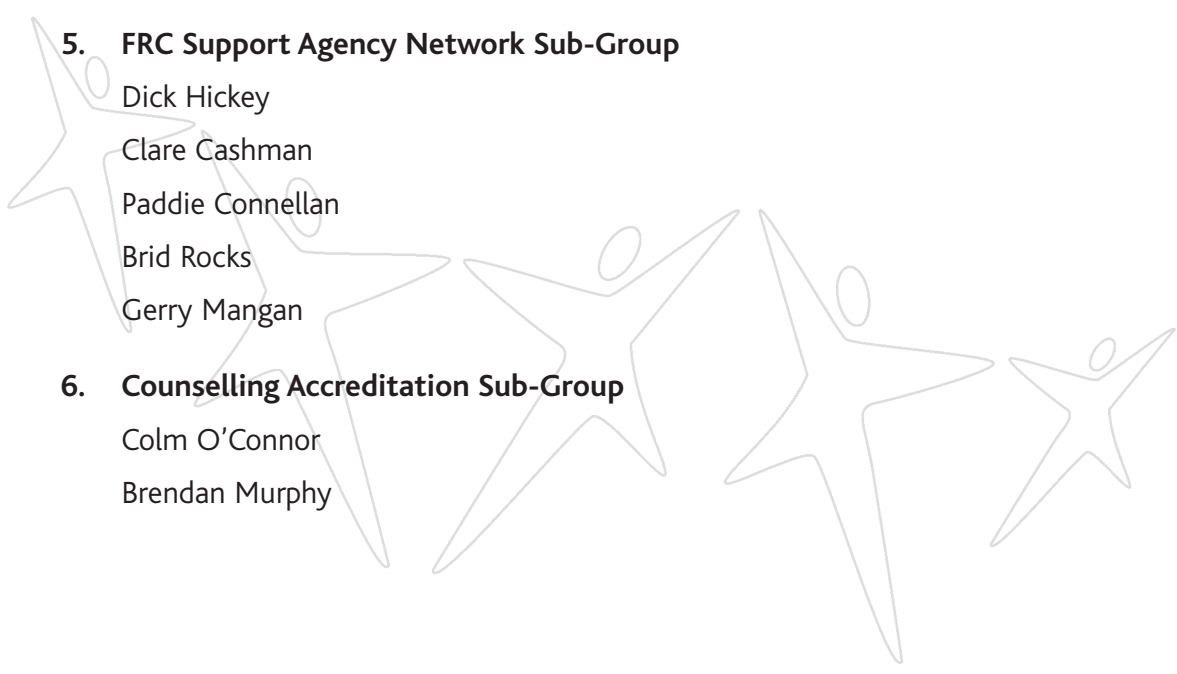 5. FRC Support Agency Network Sub-Group
Dick Hickey
Clare Cashman
Paddie Connellan
Brid Rocks
Gerry Mangan
6. Counselling Accreditation Sub-Group
Colm O’Connor
Brendan Murphy